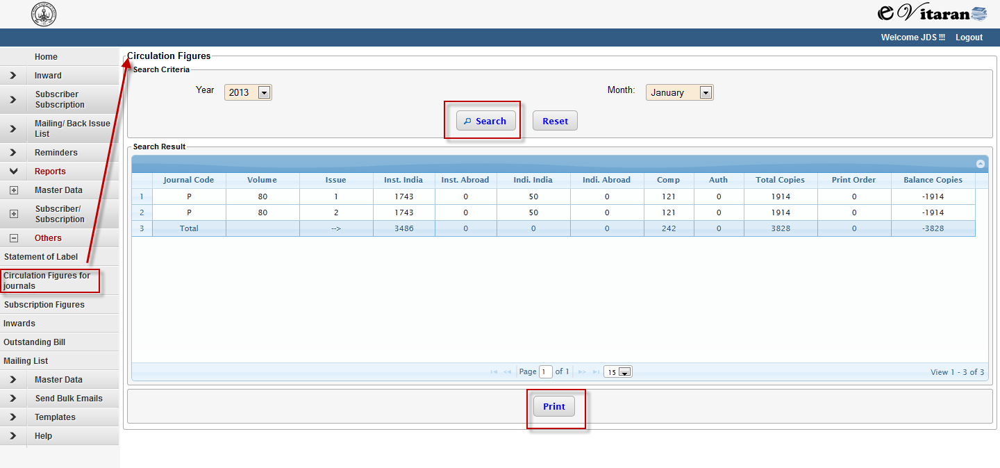 e Vitaran
Welcome JDS !!! Logout
Home
Inward
Subscriber
Subscription
Mailing/ Back Issue
List
Reminders
Reports
Master Data
Subscriber/
Subscription
Others
Statement of Label
Circulation Figures for
journals
Subscription Figures
Inwards
Outstanding Bill
Mailing List
Master Data
Send Bulk Emails
Templates
Help
Circulation Figures
Search Criteria
Year 2013 Month: January
Search Reset
Search Result
Journal Code Volume Issue Inst. India Inst. Abroad Indi. India Indi. Abroad Comp Auth Total Copies Print Order Balance Copies
1 P 80 1 1743 0 50 0 121 0 1914 0 -1914
2 P 80 2 1743 0 50 0 121 0 1914 0 -1914
3 Total --> 3486 0 0 0 242 0 3828 0 -3828
Page 1 of 1 15 View 1 - 3 of 3
Print